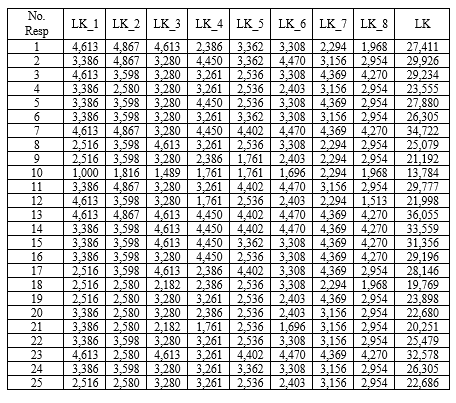 No. Resp LK_1 LK_2 LK_3 LK_4 LK_5 LK_6 LK_7 LK_8 LK
1 4,613 4,867 4,613 2,386 3,362 3,308 2,294 1,968 27,411
2 3,386 4,867 3,280 4,450 3,362 4,470 3,156 2,954 29,926
3 4,613 3,598 4,613 3,261 2,536 3,308 4,369 4,270 29,234
4 3,386 2,580 3,280 3,261 2,536 2,403 3,156 2,954 23,555
5 3,386 3,598 3,280 4,450 2,536 3,308 4,369 2,954 27,880
6 3,386 3,598 3,280 3,261 3,362 3,308 3,156 2,954 26,305
7 4,613 4,867 3,280 4,450 4,402 4,470 4,369 4,270 34,722
8 2,516 3,598 4,613 3,261 2,536 3,308 2,294 2,954 25,079
9 2,516 3,598 3,280 2,386 1,761 2,403 2,294 2,954 21,192
10 1,000 1,816 1,489 1,761 1,761 1,696 2,294 1,968 13,784
11 3,386 4,867 3,280 3,261 4,402 4,470 3,156 2,954 29,777
12 4,613 3,598 3,280 1,761 2,536 2,403 2,294 1,513 21,998
13 4,613 4,867 4,613 4,450 4,402 4,470 4,369 4,270 36,055
14 3,386 4,867 4,613 4,450 4,402 3,308 4,369 4,270 33,559
15 3,386 3,598 4,613 4,450 3,362 3,308 4,369 4,270 31,356
16 3,386 3,598 3,280 4,450 2,536 3,308 4,369 4,270 29,196
17 2,516 3,598 4,613 2,386 4,402 3,308 4,369 2,954 28,146
18 2,516 2,580 2,182 2,386 2,536 3,308 2,294 1,968 19,769
19 2,516 2,580 3,280 3,261 2,536 2,403 4,369 2,954 23,898
20 3,386 2,580 3,280 2,386 2,536 2,403 3,156 2,954 22,680
21 3,386 2,580 2,182 1,761 2,536 1,696 3,156 2,954 20,251
22 3,386 3,598 3,280 3,261 2,536 3,308 3,156 2,954 25,479
23 4,613 2,580 4,613 3,261 4,402 4,470 4,369 4,270 32,578
24 3,386 3,598 3,280 3,261 3,362 3,308 3,156 2,954 26,305
25 2,516 2,580 3,280 3,261 2,536 2,403 3,156 2,954 22,686